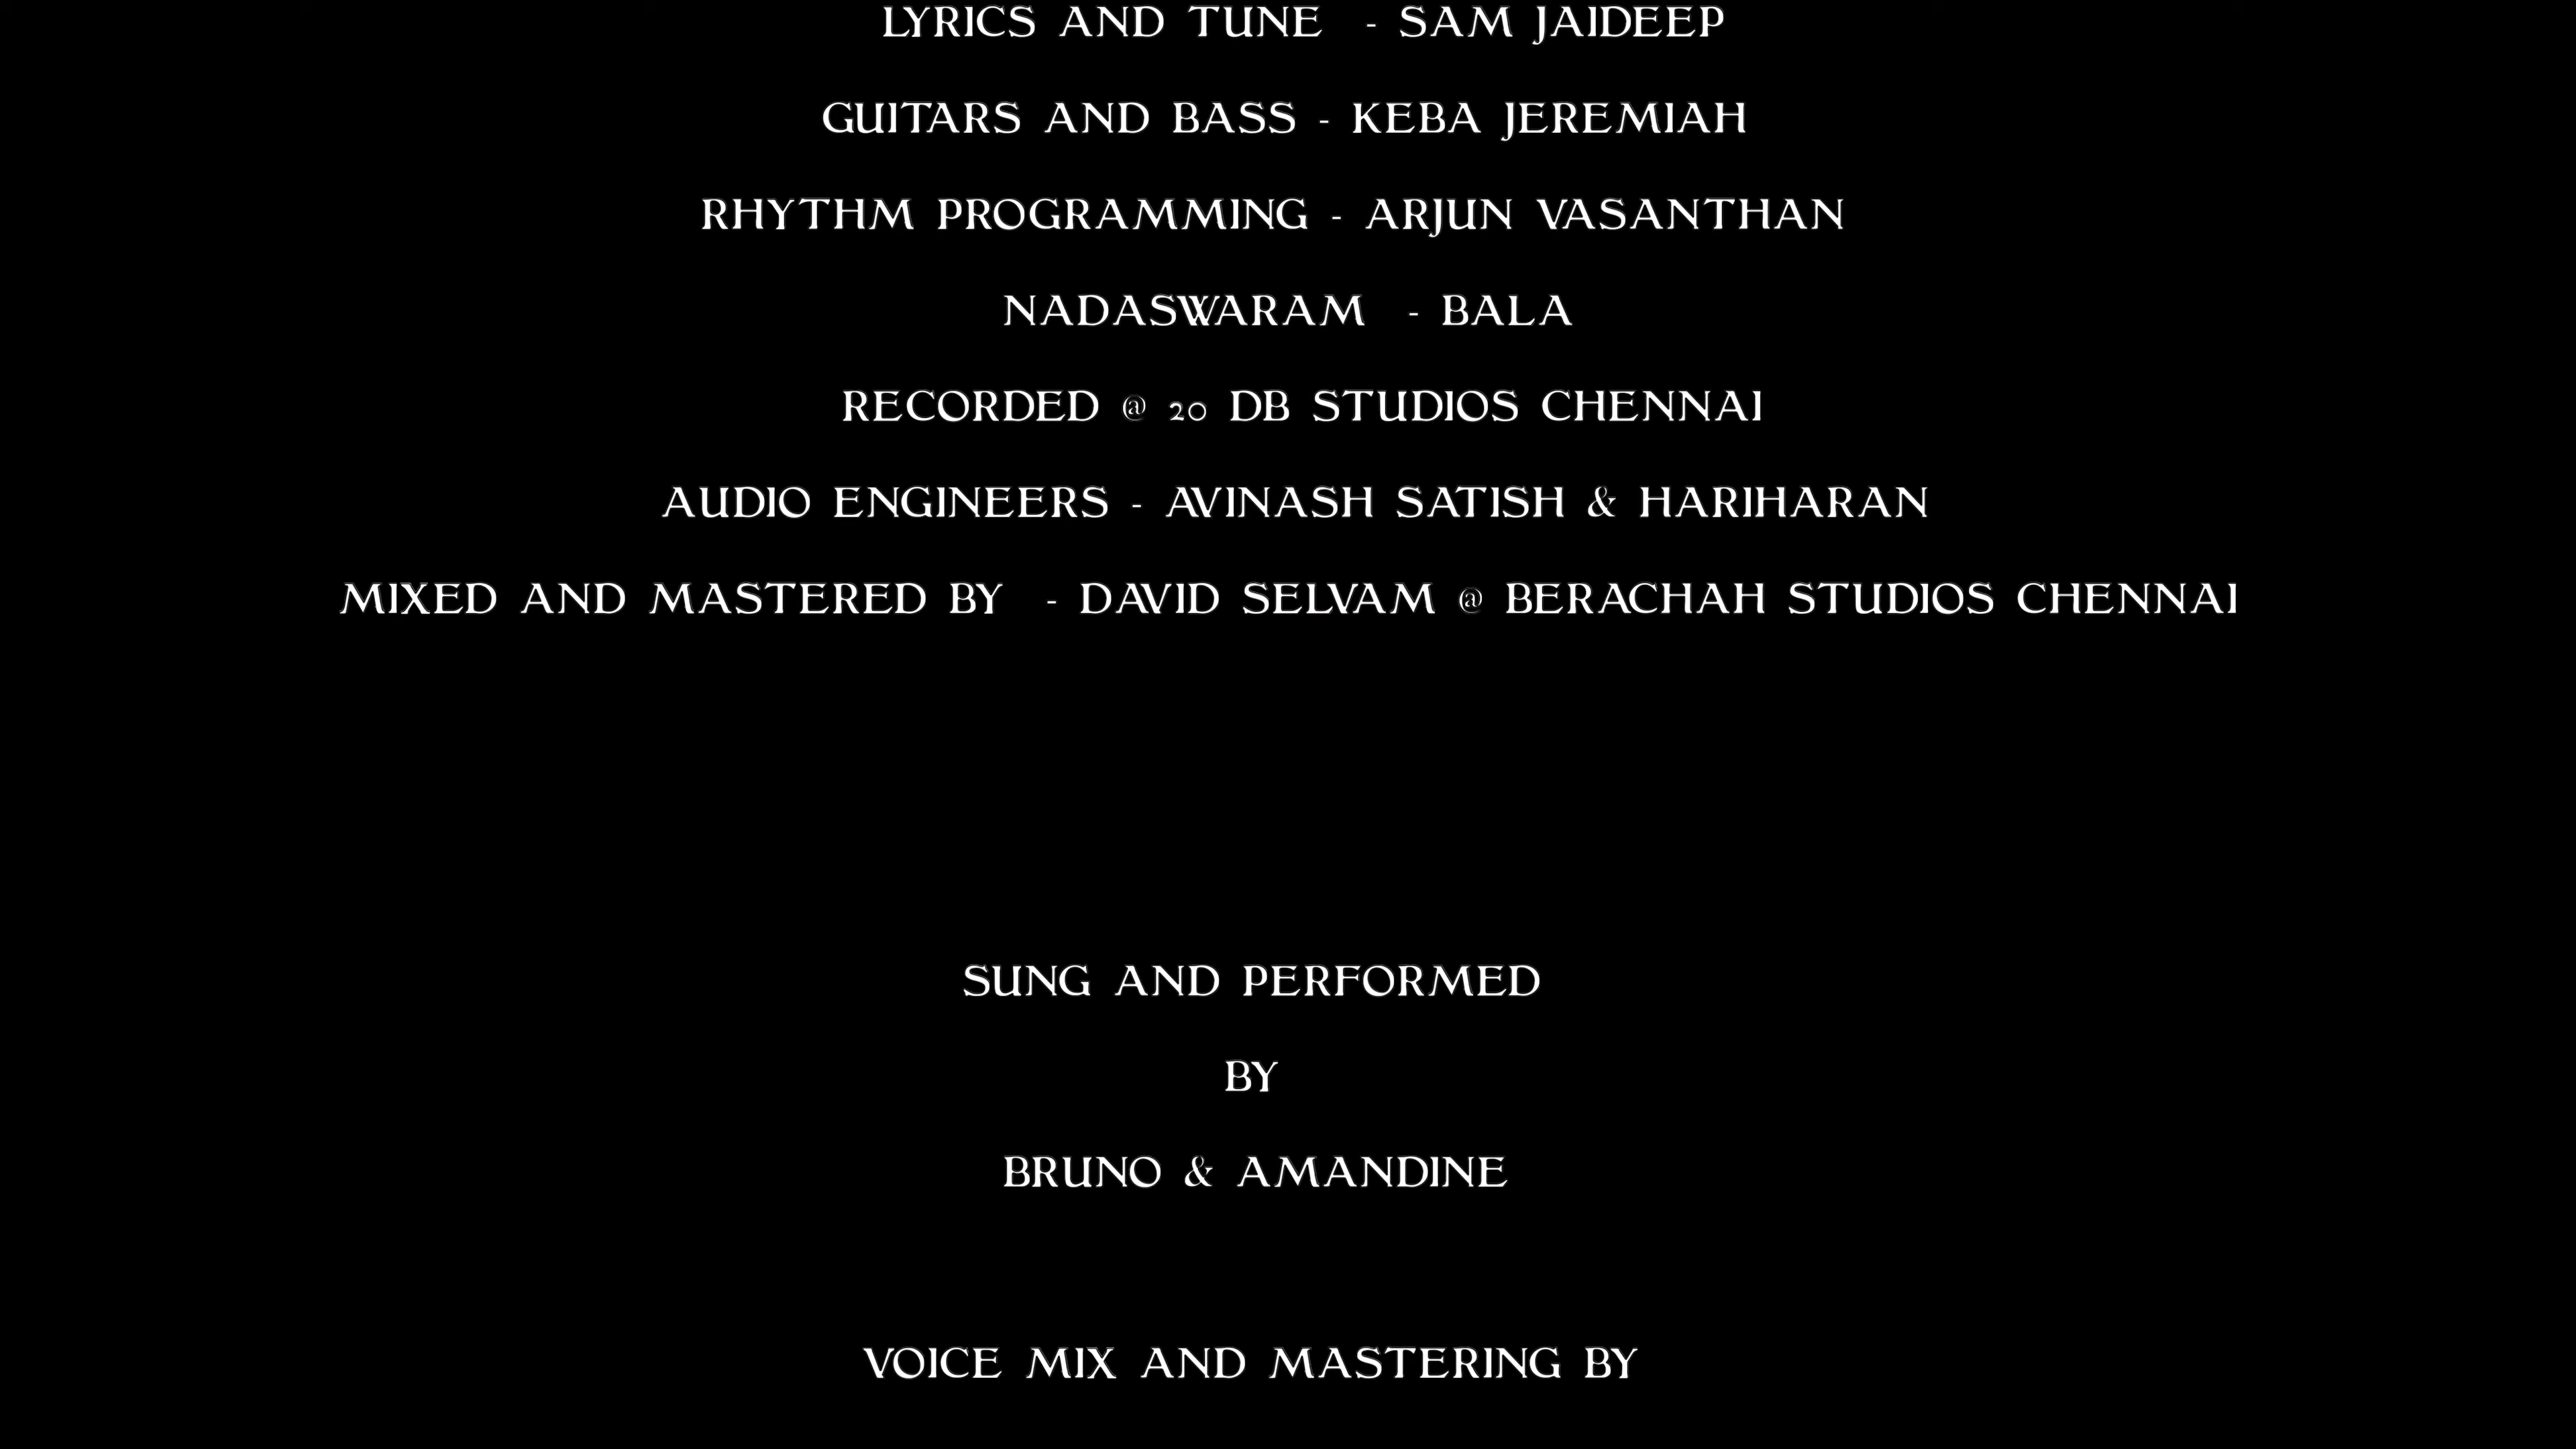 LYRICS AND TUNE - SAM JAIDEEP
GUITARS AND BASS - KEBA JEREMIAH
RHYTHM PROGRAMMING - ARJUN VASANTHAN
NADASWARAM - BALA
RECORDED @ 20 DB STUDIOS CHENNAI
AUDIO ENGINEERS - AVINASH SATISH & HARIHARAN
MIXED AND MASTERED BY - DAVID SELVAM @ BERACHAH STUDIOS CHENNAI
SUNG AND PERFORMED
BY
BRUNO & AMANDINE
VOICE MIX AND MASTERING BY